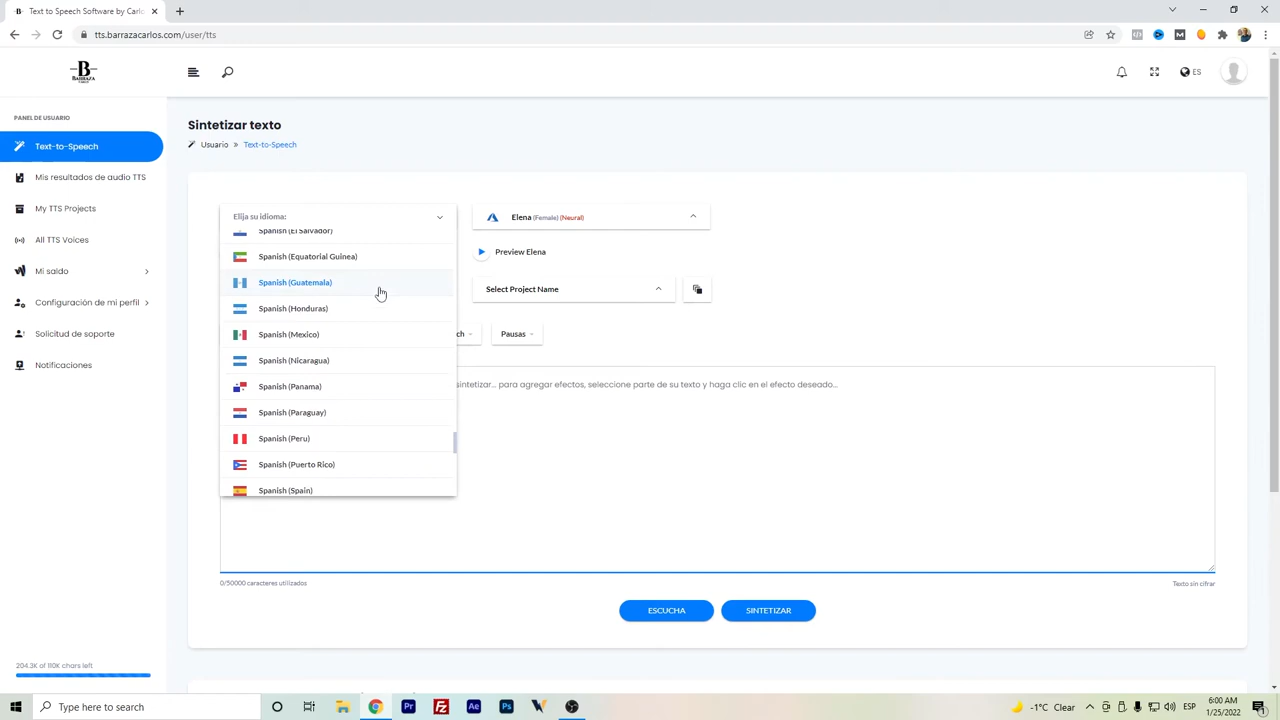 Text to Speech Software by Carlo
tts.barrazacarlos.com/user/tts
B
BARRAZA
ES
PANEL DE USUARIO
Text-to-Speech
Mis resultados de audio TTS
My TTS Projects
All TTS Voices
Mi saldo
Configuración de mi perfil
Solicitud de soporte
Notificaciones
204.3K of 110K chars left
Sintetizar texto
Usuario » Text-to-Speech
Elija su idioma:
Spanish (El Salvador)
Spanish (Equatorial Guinea)
Spanish (Guatemala)
Spanish (Honduras)
Spanish (Mexico)
Spanish (Nicaragua)
Spanish (Panama)
Spanish (Paraguay)
Spanish (Peru)
Spanish (Puerto Rico)
Spanish (Spain)
Elena (Female) (Neural)
Preview Elena
Select Project Name
ch
Pausas
sintetizar... para agregar efectos, seleccione parte de su texto y haga clic en el efecto deseado...
0/50000 caracteres utilizados
Texto sin cifrar
ESCUCHA
SINTETIZAR
Type here to search
Pr
Fz
Ae
Ps
-1°C Clear
ESP
6:00 AM
1/25/2022